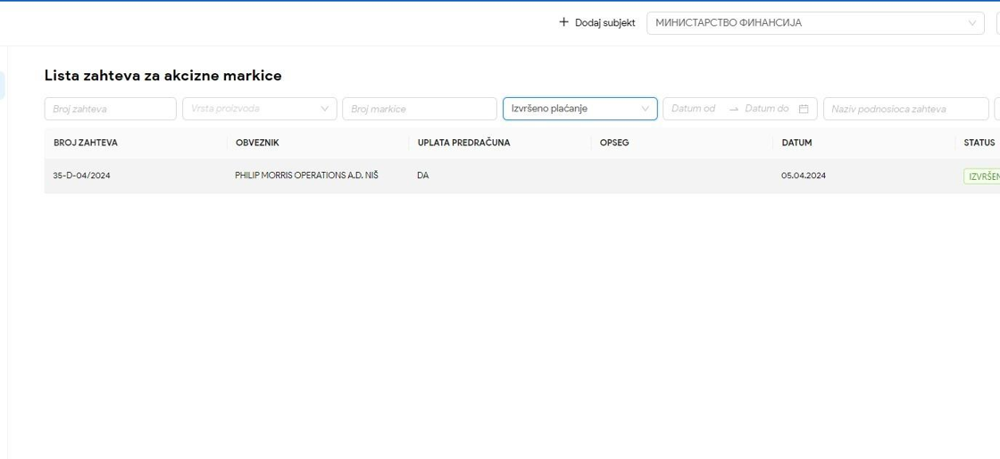 + Dodaj subjekt МИНИСТАРСТВО ФИНАНСИЈА
Lista zahteva za akcizne markice
Broj zahteva Vrsta proizvoda Broj markice Izvršeno plaćanje Datum od → Datum do Naziv podnosioca zahteva
BROJ ZAHTEVA OBVEZNIK UPLATA PREDRAČUNA OPSEG DATUM STATUS
35-D-04/2024 PHILIP MORRIS OPERATIONS A.D. NIŠ DA 05.04.2024 IZVRŠEN